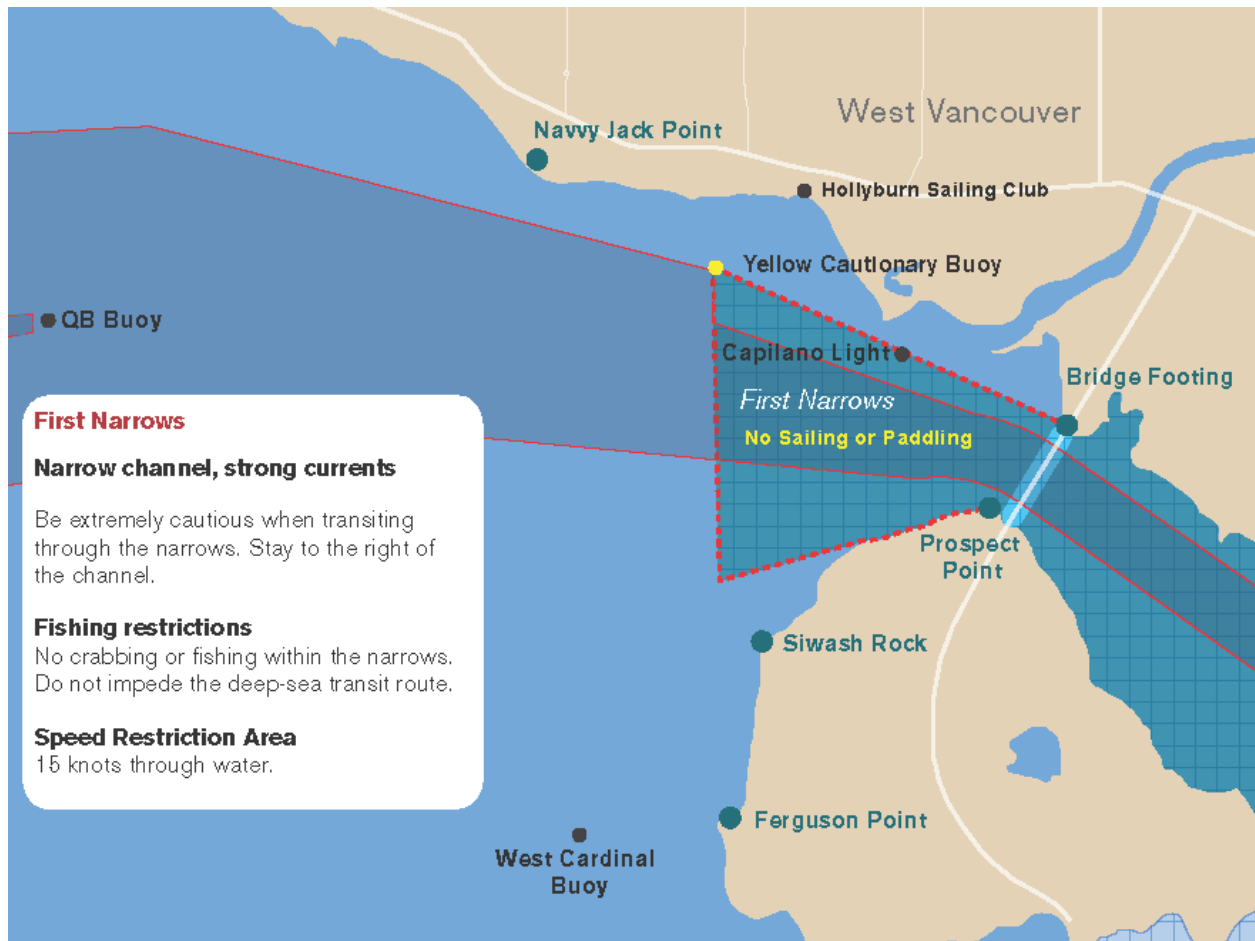 West Vancouver
Navvy Jack Point
Hollyburn Sailing Club
Yellow Cautionary Buoy
QB Buoy
Capilano Light
Bridge Footing
First Narrows
No Sailing or Paddling
First Narrows
Narrow channel, strong currents
Be extremely cautious when transiting
through the narrows. Stay to the right of
the channel.
Fishing restrictions
No crabbing or fishing within the narrows.
Do not impede the deep-sea transit route.
Speed Restriction Area
15 knots through water.
Prospect
Point
Siwash Rock
Ferguson Point
West Cardinal
Buoy